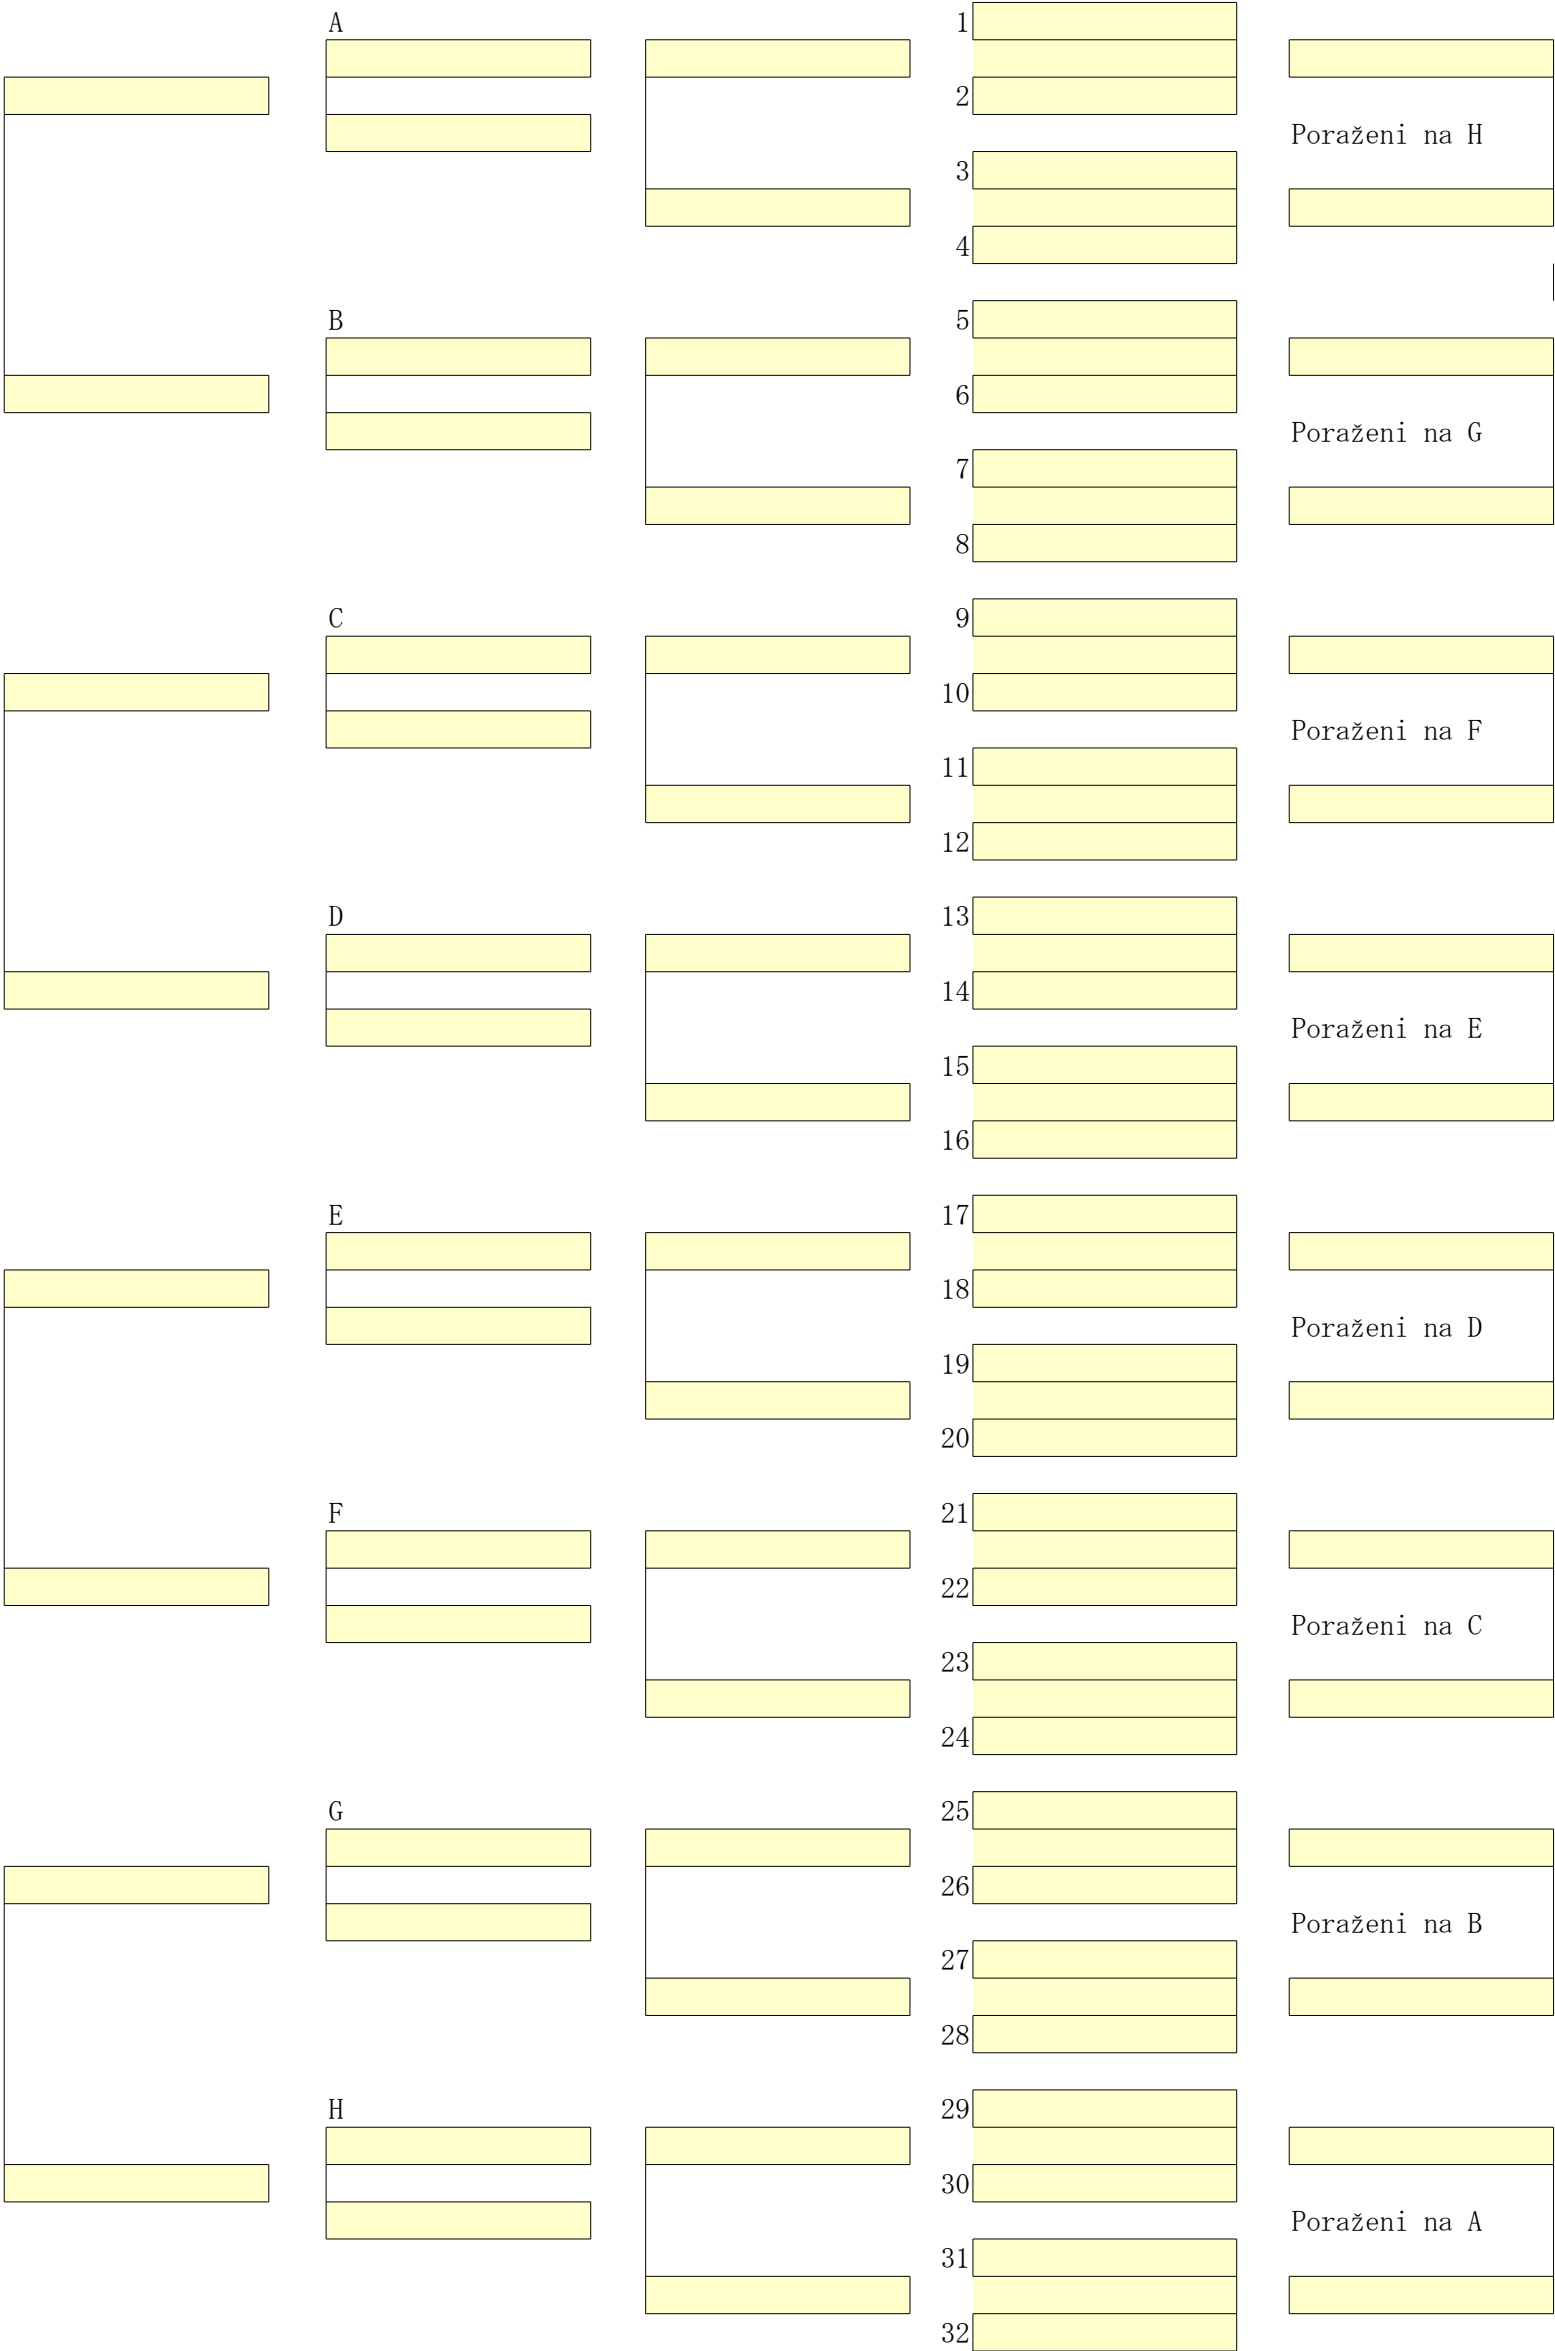 A 1
2
Poraženi na H
3
4
B 5
6
Poraženi na G
7
8
C 9
10
Poraženi na F
11
12
D 13
14
Poraženi na E
15
16
E 17
18
Poraženi na D
19
20
F 21
22
Poraženi na C
23
24
G 25
26
Poraženi na B
27
28
H 29
30
Poraženi na A
31
32